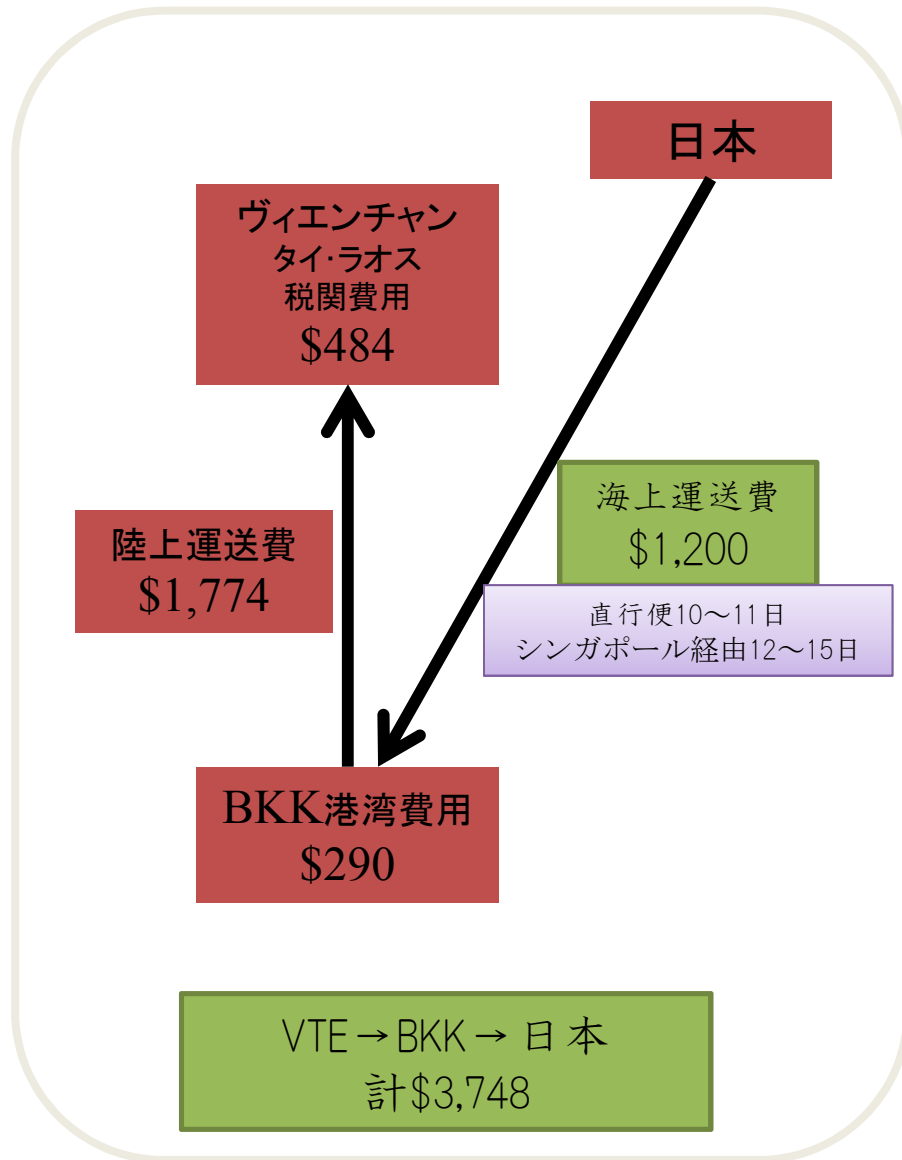 日本
ヴィエンチャン
タイ･ラオス
税関費用
$484
海上運送費
$1,200
陸上運送費
$1,774
直行便10～11日
シンガポール経由12～15日
BKK港湾費用
$290
VTE→BKK→日本
計$3,748